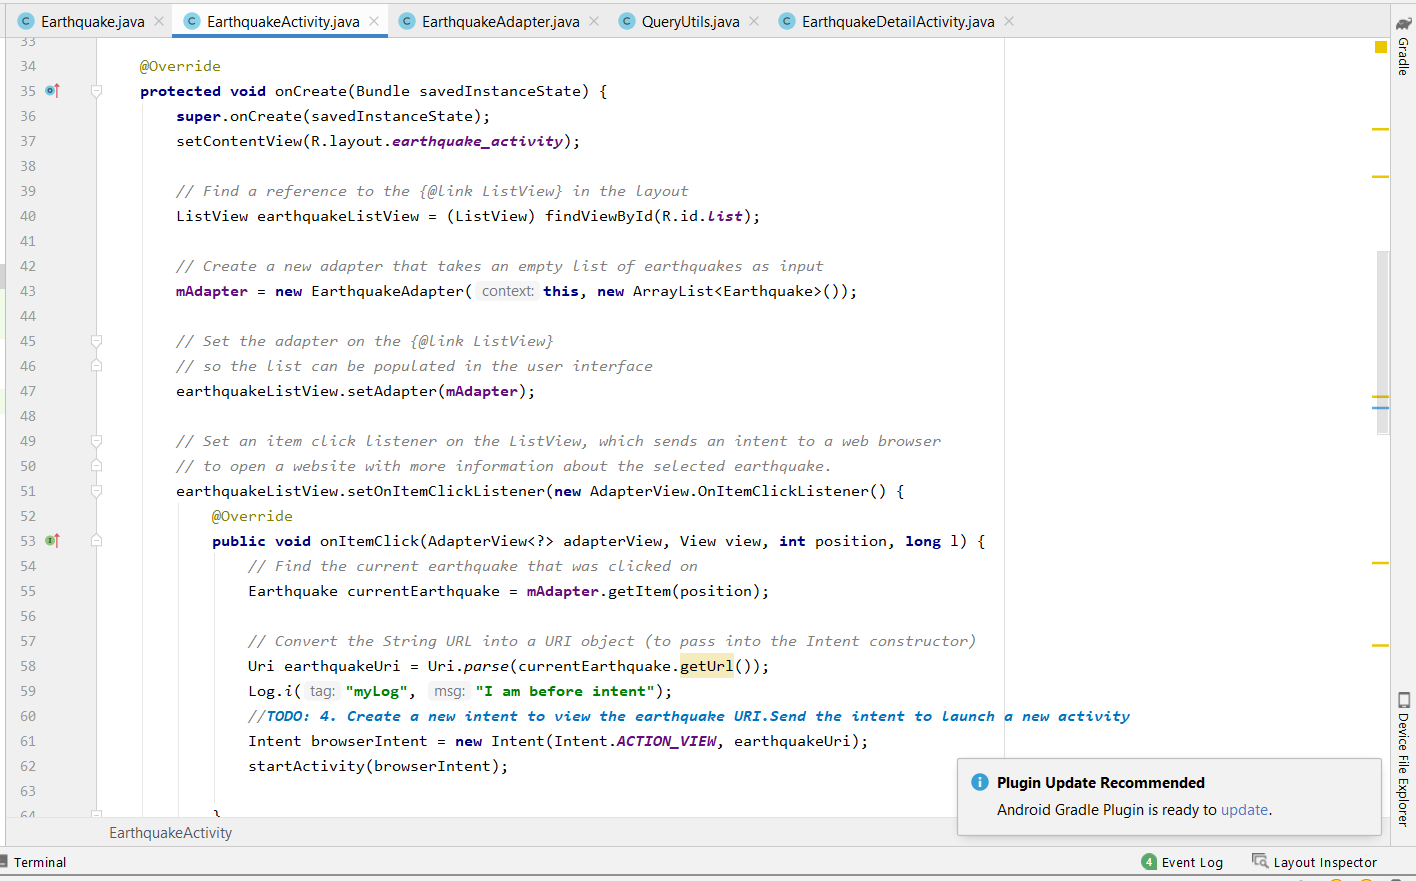 Earthquake.java
EarthquakeActivity.java
EarthquakeAdapter.java
QueryUtils.java
EarthquakeDetailActivity.java
33
34 @Override
35 protected void onCreate(Bundle savedInstanceState) {
36 super.onCreate(savedInstanceState);
37 setContentView(R.layout.earthquake_activity);
38
39 // Find a reference to the {@link ListView} in the layout
40 ListView earthquakeListView = (ListView) findViewById(R.id.list);
41
42 // Create a new adapter that takes an empty list of earthquakes as input
43 mAdapter = new EarthquakeAdapter( context: this, new ArrayList<Earthquake>());
44
45 // Set the adapter on the {@link ListView}
46 // so the list can be populated in the user interface
47 earthquakeListView.setAdapter(mAdapter);
48
49 // Set an item click listener on the ListView, which sends an intent to a web browser
50 // to open a website with more information about the selected earthquake.
51 earthquakeListView.setOnItemClickListener(new AdapterView.OnItemClickListener() {
52 @Override
53 public void onItemClick(AdapterView<?> adapterView, View view, int position, long l) {
54 // Find the current earthquake that was clicked on
55 Earthquake currentEarthquake = mAdapter.getItem(position);
56
57 // Convert the String URL into a URI object (to pass into the Intent constructor)
58 Uri earthquakeUri = Uri.parse(currentEarthquake.getUrl());
59 Log.i( tag: "myLog", msg: "I am before intent");
60 //TODO: 4. Create a new intent to view the earthquake URI.Send the intent to launch a new activity
61 Intent browserIntent = new Intent(Intent.ACTION_VIEW, earthquakeUri);
62 startActivity(browserIntent);
63
64 }
EarthquakeActivity
Plugin Update Recommended
Android Gradle Plugin is ready to update.
Gradle
Device File Explorer
Terminal
4 Event Log
Layout Inspector